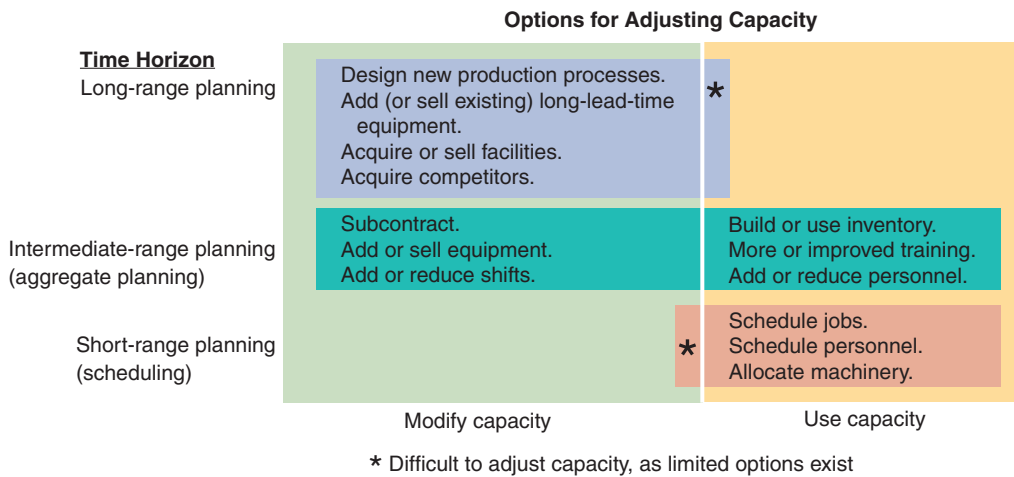 Options for Adjusting Capacity
Time Horizon
Long-range planning
Design new production processes.
Add (or sell existing) long-lead-time
equipment.
Acquire or sell facilities.
Acquire competitors.
*
Intermediate-range planning
(aggregate planning)
Subcontract.
Add or sell equipment.
Add or reduce shifts.
Build or use inventory.
More or improved training.
Add or reduce personnel.
Short-range planning
(scheduling)
*
Schedule jobs.
Schedule personnel.
Allocate machinery.
Modify capacity
Use capacity
* Difficult to adjust capacity, as limited options exist